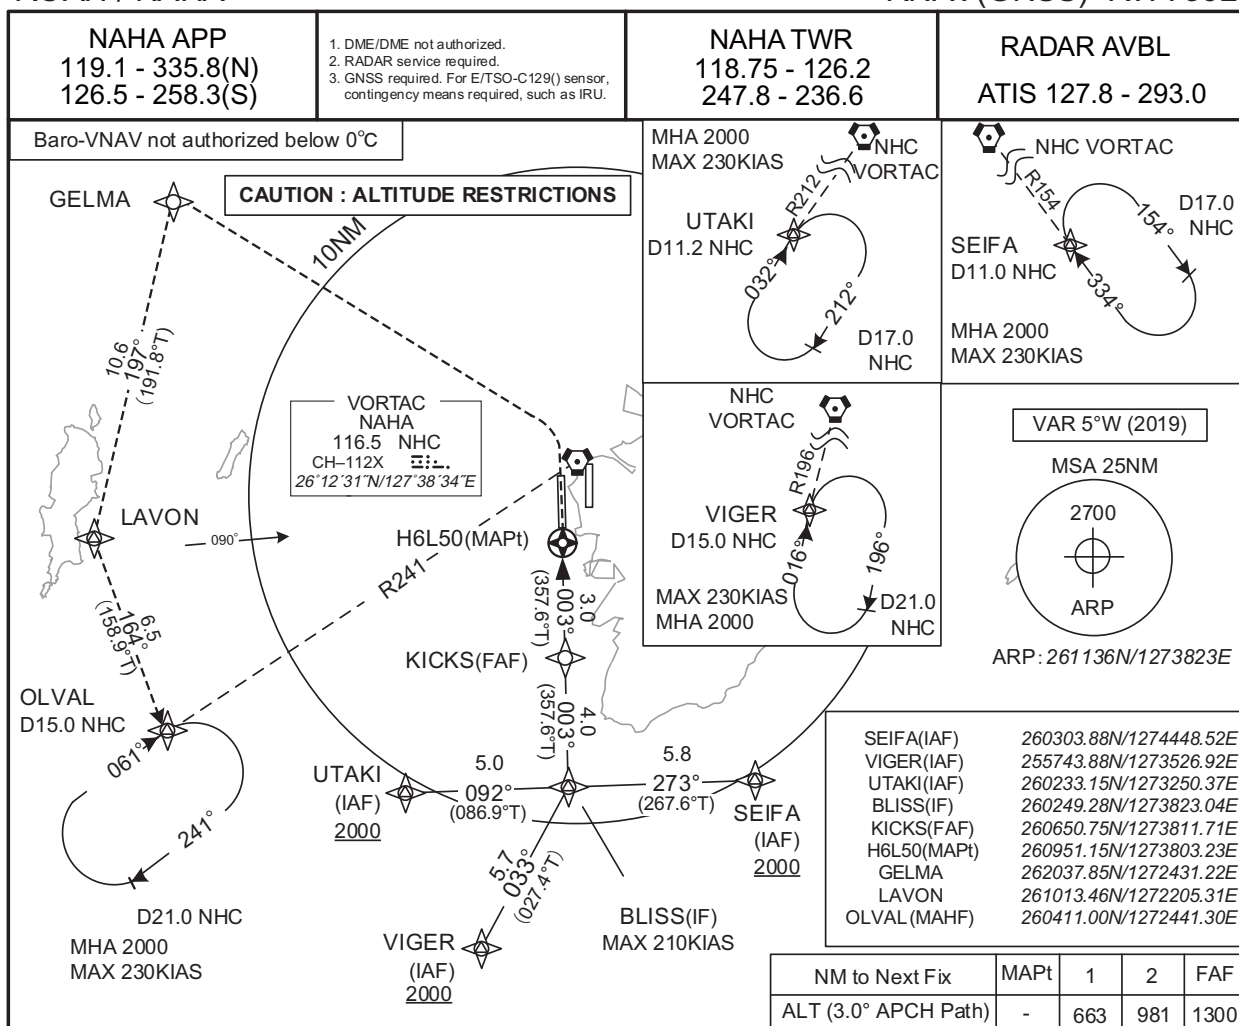 NAHA APP
119.1 - 335.8(N)
126.5 - 258.3(S)
1. DME/DME not authorized.
2. RADAR service required.
3. GNSS required. For E/TSO-C129() sensor,
contingency means required, such as IRU.
NAHA TWR
118.75 - 126.2
247.8 - 236.6
RADAR AVBL
ATIS 127.8 - 293.0
Baro-VNAV not authorized below 0°C
CAUTION : ALTITUDE RESTRICTIONS
GELMA
10NM
10.6
197°
(191.8°T)
VORTAC
NAHA
116.5 NHC
CH–112X
26°12´31˝N/127°38´34˝E
LAVON
090°
H6L50(MAPt)
R241
3.0
003°
(357.6°T)
6.5
164°
(158.9°T)
KICKS(FAF)
4.0
003°
(357.6°T)
OLVAL
D15.0 NHC
061°
241°
D21.0 NHC
MHA 2000
MAX 230KIAS
UTAKI
(IAF)
2000
5.0
092°
(086.9°T)
5.8
273°
(267.6°T)
SEIFA
(IAF)
2000
5.7
033°
(027.4°T)
VIGER
(IAF)
2000
BLISS(IF)
MAX 210KIAS
MHA 2000
MAX 230KIAS
NHC
VORTAC
R212
UTAKI
D11.2 NHC
032°
212°
D17.0
NHC
NHC VORTAC
R154
D17.0
NHC
154°
SEIFA
D11.0 NHC
334°
MHA 2000
MAX 230KIAS
NHC
VORTAC
R196
VIGER
D15.0 NHC
016°
196°
MAX 230KIAS
MHA 2000
D21.0
NHC
VAR 5°W (2019)
MSA 25NM
2700
ARP
ARP: 261136N/1273823E
SEIFA(IAF) 260303.88N/1274448.52E
VIGER(IAF) 255743.88N/1273526.92E
UTAKI(IAF) 260233.15N/1273250.37E
BLISS(IF) 260249.28N/1273823.04E
KICKS(FAF) 260650.75N/1273811.71E
H6L50(MAPt) 260951.15N/1273803.23E
GELMA 262037.85N/1272431.22E
LAVON 261013.46N/1272205.31E
OLVAL(MAHF) 260411.00N/1272441.30E
NM to Next Fix MAPt 1 2 FAF
ALT (3.0° APCH Path) - 663 981 1300